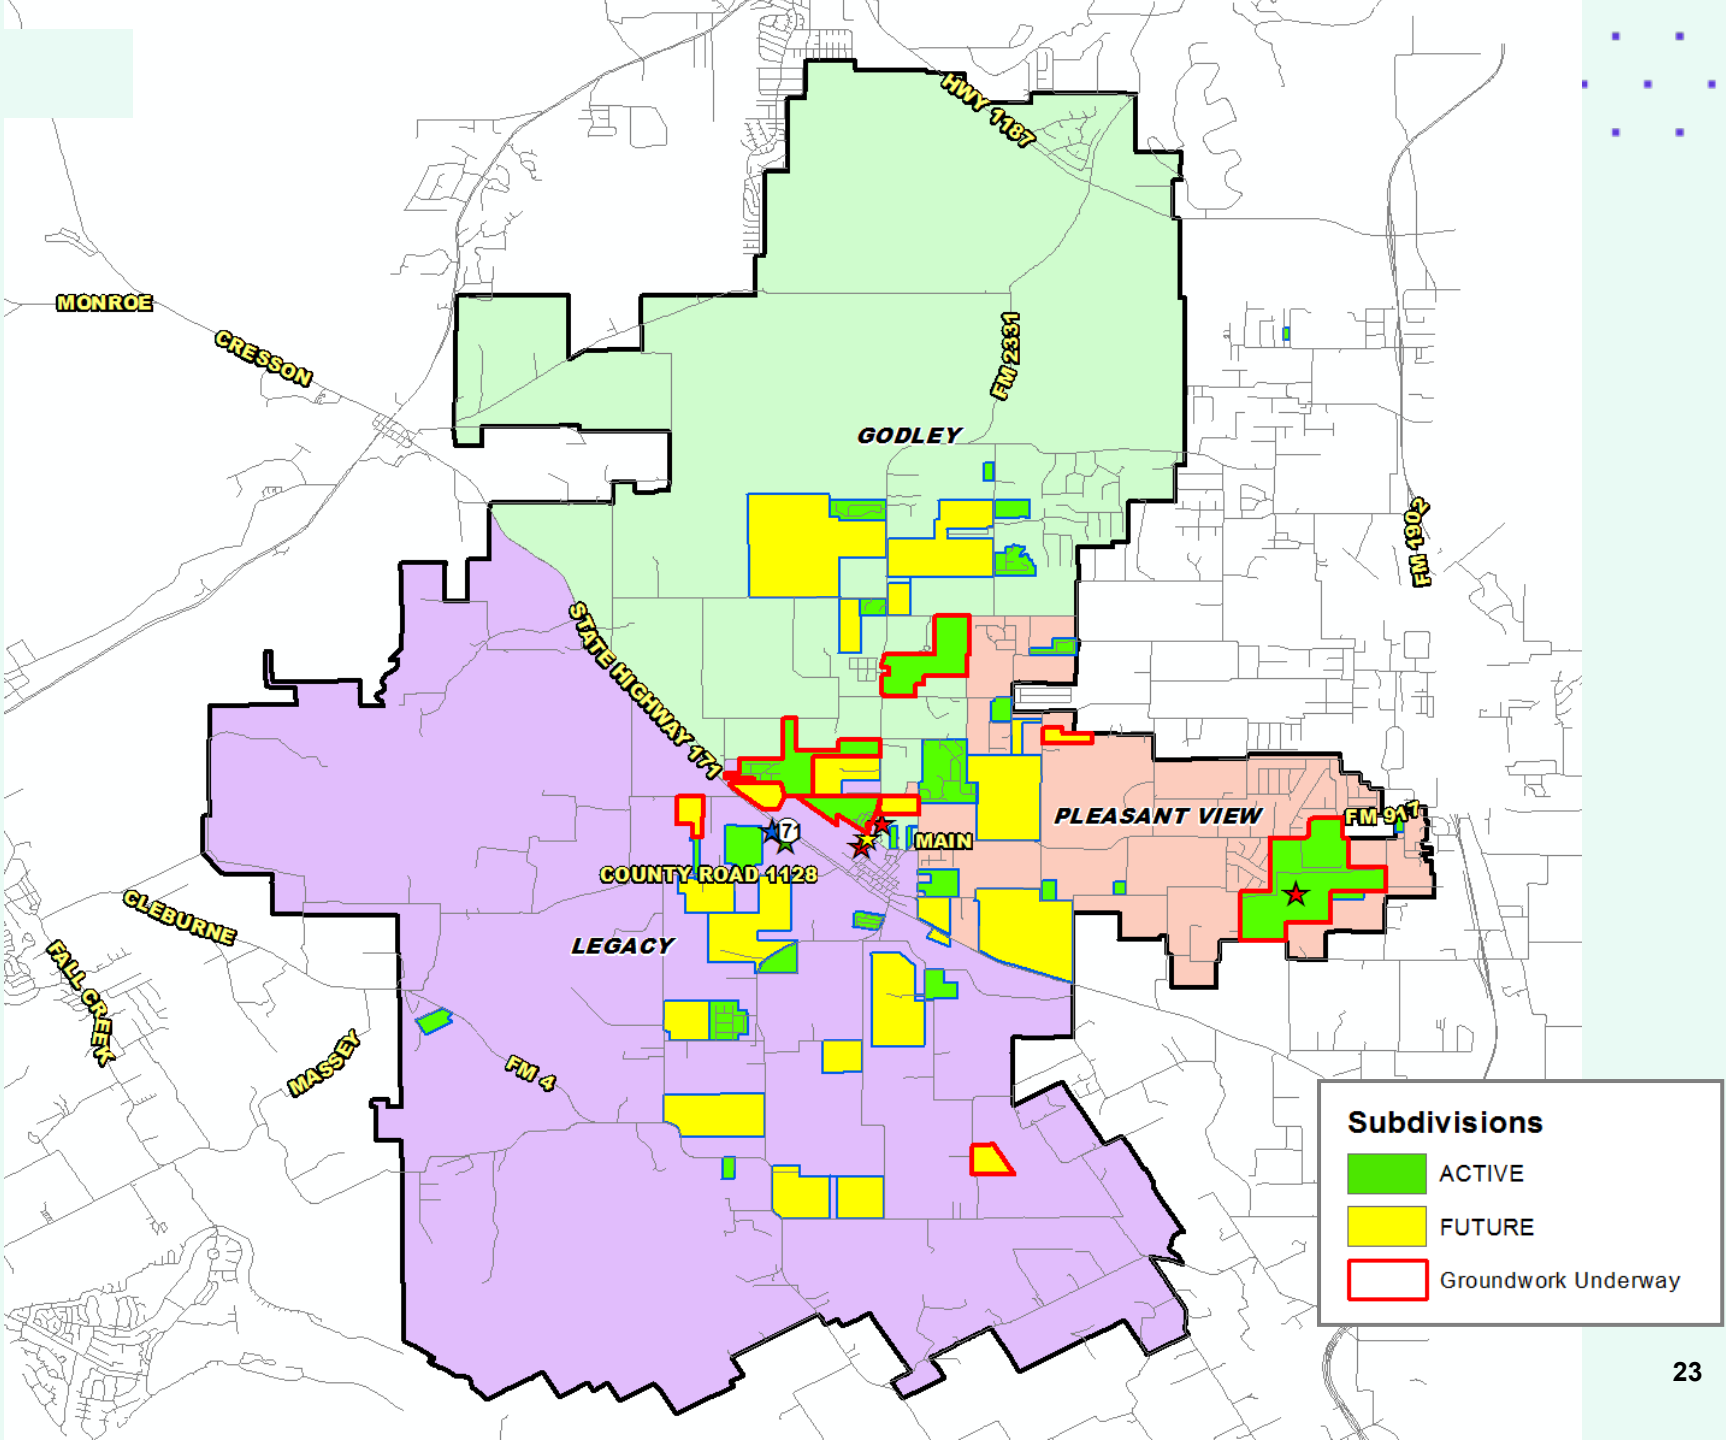 HWY 1187
MONROE
CRESSON
FM 2331
GODLEY
FM 1902
STATE HIGHWAY 171
PLEASANT VIEW
FM 917
71
MAIN
COUNTY ROAD 1128
CLEBURNE
LEGACY
FALL CREEK
MASSEY
FM 4
Subdivisions
ACTIVE
FUTURE
Groundwork Underway
23